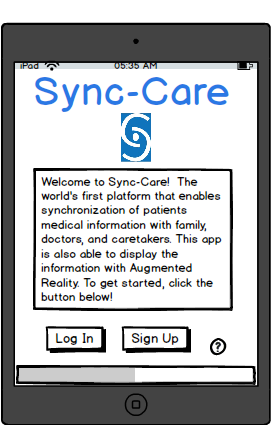 iPod 05:35 AM
Sync-Care
Welcome to Sync-Care! The
world's first platform that enables
synchronization of patients
medical information with family,
doctors, and caretakers. This app
is also able to display the
information with Augmented
Reality. To get started, click the
button below!
Log In Sign Up ?